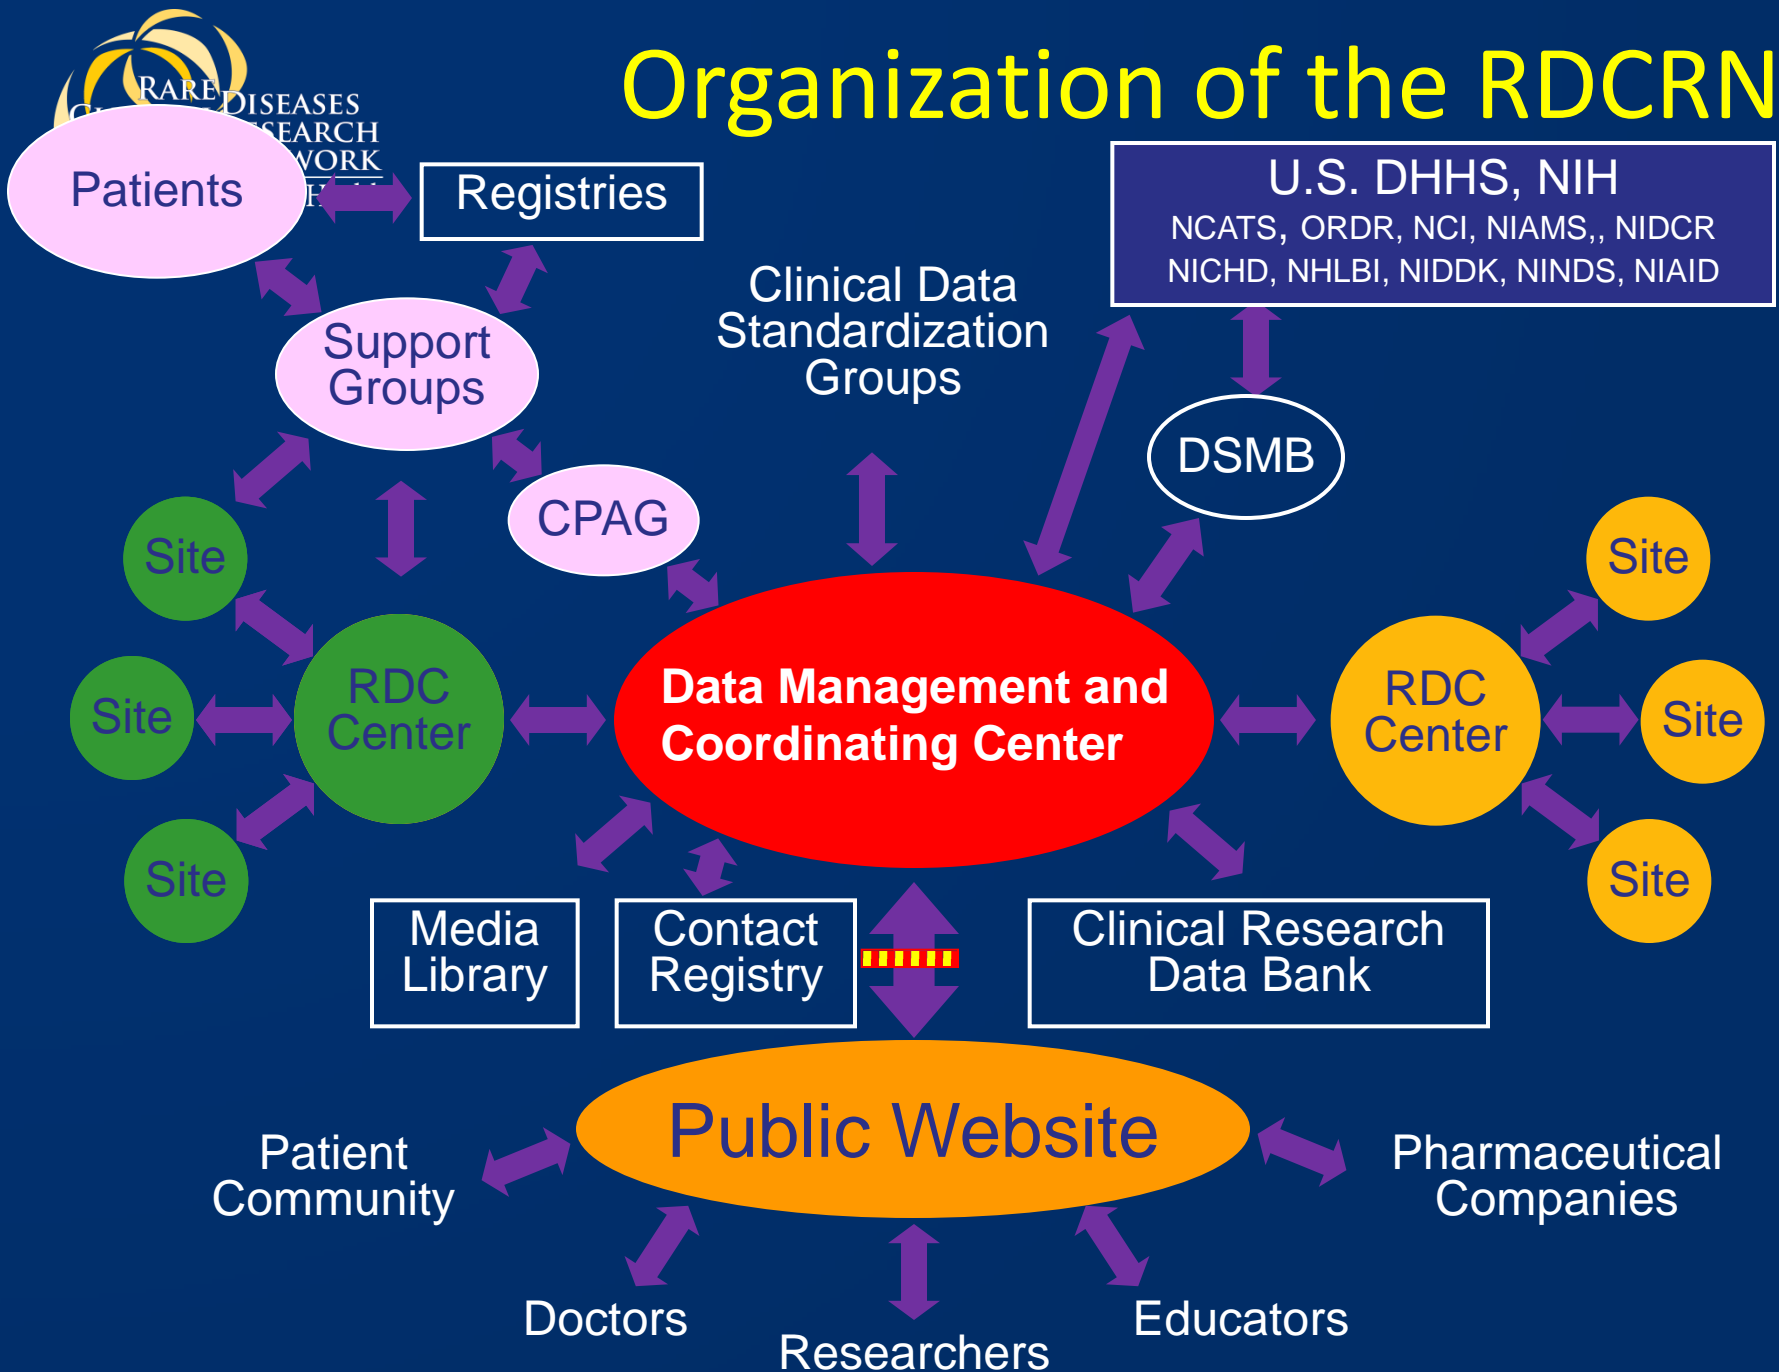 Organization of the RDCRN
RARE DISEASES
Patients
Registries
U.S. DHHS, NIH
NCATS, ORDR, NCI, NIAMS,, NIDCR
NICHD, NHLBI, NIDDK, NINDS, NIAID
Clinical Data
Standardization
Groups
Support
Groups
DSMB
CPAG
Site
Site
RDC
Center
Data Management and
Coordinating Center
RDC
Center
Site
Site
Site
Site
Media
Library
Contact
Registry
Clinical Research
Data Bank
Public Website
Patient
Community
Pharmaceutical
Companies
Doctors
Educators
Researchers